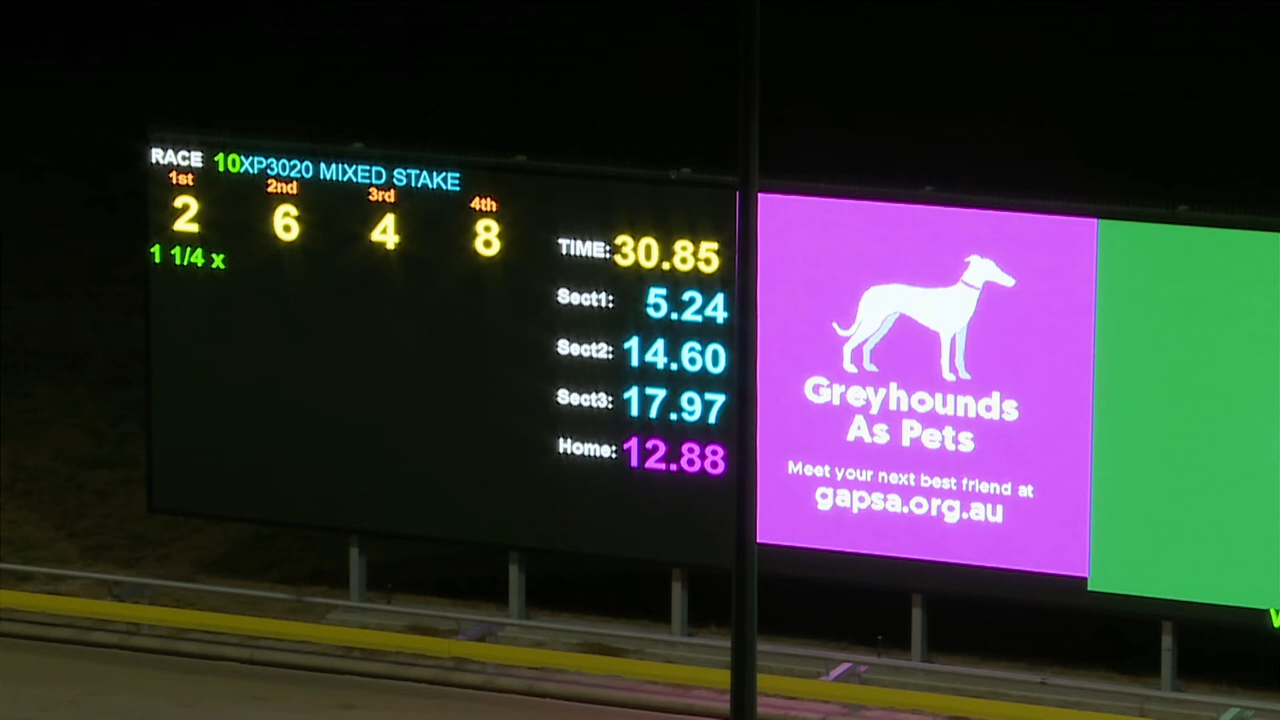 RACE 10XP3020 MIXED STAKE
1st 2nd 3rd 4th
2 6 4 8
1 1/4 x
TIME: 30.85
Sect1: 5.24
Sect2: 14.60
Sect3: 17.97
Home: 12.88
Greyhounds
As Pets
Meet your next best friend at
gapsa.org.au